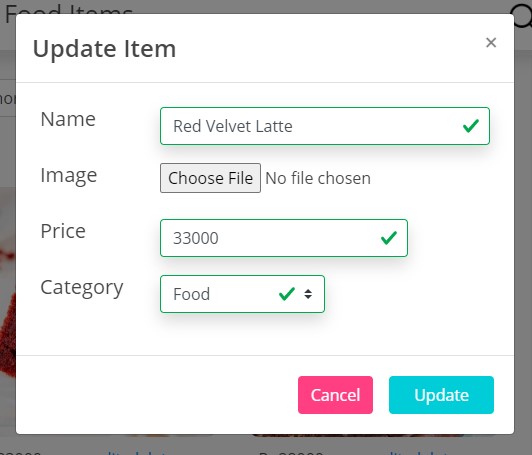 Food Items
Update Item
×
Name
Red Velvet Latte
Image
Choose File No file chosen
Price
33000
Category
Food
Cancel
Update